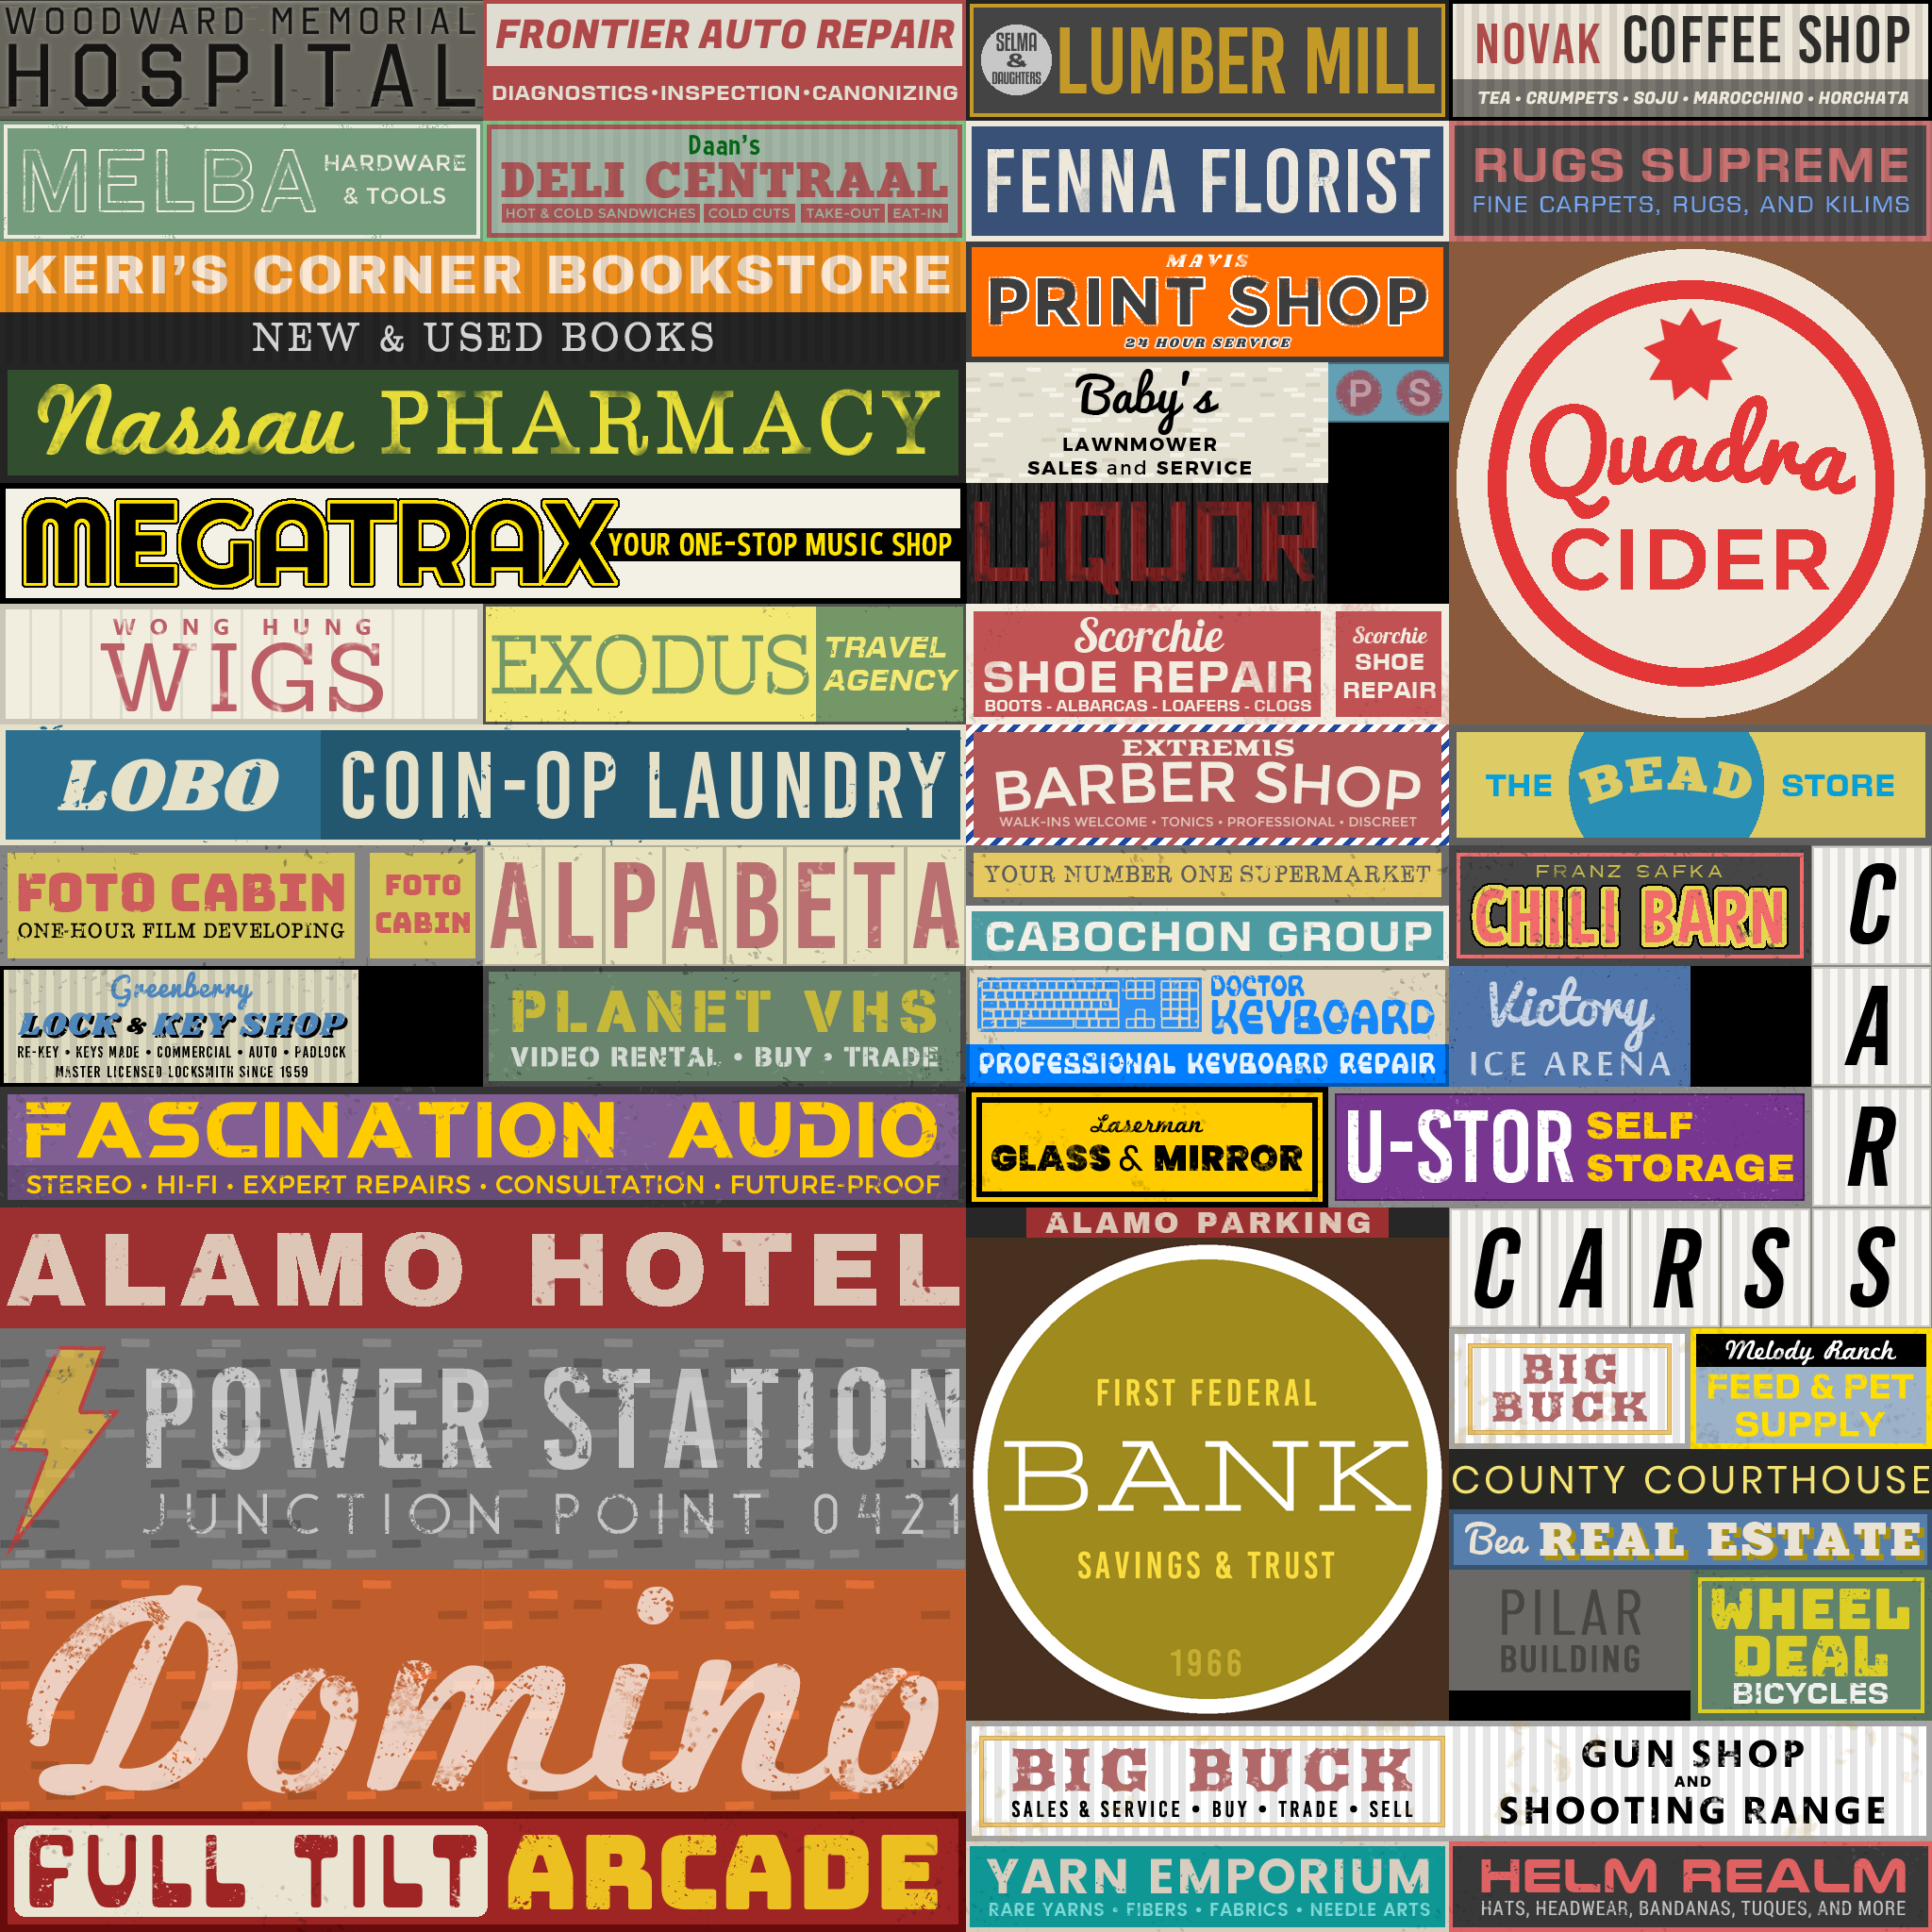 WOODWARD MEMORIAL
HOSPITAL
FRONTIER AUTO REPAIR
DIAGNOSTICS•INSPECTION•CANONIZING
SELMA
&
DAUGHTERS
LUMBER MILL
NOVAK COFFEE SHOP
TEA • CRUMPETS • SOJU • MAROCCHINO • HORCHATA
MELBA
HARDWARE
& TOOLS
Daan's
DELI CENTRAAL
HOT & COLD SANDWICHES COLD CUTS TAKE-OUT EAT-IN
FENNA FLORIST
RUGS SUPREME
FINE CARPETS, RUGS, AND KILIMS
KERI'S CORNER BOOKSTORE
NEW & USED BOOKS
MAVIS
PRINT SHOP
24 HOUR SERVICE
Quadra
CIDER
Nassau PHARMACY
Baby's
LAWNMOWER
SALES and SERVICE
P S
MEGATRAX
YOUR ONE-STOP MUSIC SHOP
LIQUOR
WONG HUNG
WIGS
EXODUS
TRAVEL
AGENCY
Scorchie
SHOE REPAIR
BOOTS - ALBARCAS - LOAFERS - CLOGS
Scorchie
SHOE
REPAIR
LOBO COIN-OP LAUNDRY
EXTREMIS
BARBER SHOP
WALK-INS WELCOME • TONICS • PROFESSIONAL • DISCREET
THE BEAD STORE
FOTO CABIN
ONE-HOUR FILM DEVELOPING
FOTO
CABIN
ALPABETA
YOUR NUMBER ONE SUPERMARKET
CABOCHON GROUP
FRANZ SAFKA
CHILI BARN
C
A
R
S
Greenberry
LOCK & KEY SHOP
RE-KEY • KEYS MADE • COMMERCIAL • AUTO • PADLOCK
MASTER LICENSED LOCKSMITH SINCE 1959
PLANET VHS
VIDEO RENTAL • BUY • TRADE
DOCTOR
KEYBOARD
PROFESSIONAL KEYBOARD REPAIR
Victory
ICE ARENA
FASCINATION AUDIO
STEREO • HI-FI • EXPERT REPAIRS • CONSULTATION • FUTURE-PROOF
Laserman
GLASS & MIRROR
U-STOR
SELF
STORAGE
ALAMO HOTEL
ALAMO PARKING
CARS
POWER STATION
JUNCTION POINT 0421
FIRST FEDERAL
BANK
SAVINGS & TRUST
1966
BIG
BUCK
Melody Ranch
FEED & PET
SUPPLY
COUNTY COURTHOUSE
Bea REAL ESTATE
PILAR
BUILDING
WHEEL
DEAL
BICYCLES
Domino
BIG BUCK
SALES & SERVICE • BUY • TRADE • SELL
GUN SHOP
AND
SHOOTING RANGE
FULL TILT ARCADE
YARN EMPORIUM
RARE YARNS • FIBERS • FABRICS • NEEDLE ARTS
HELM REALM
HATS, HEADWEAR, BANDANAS, TUQUES, AND MORE